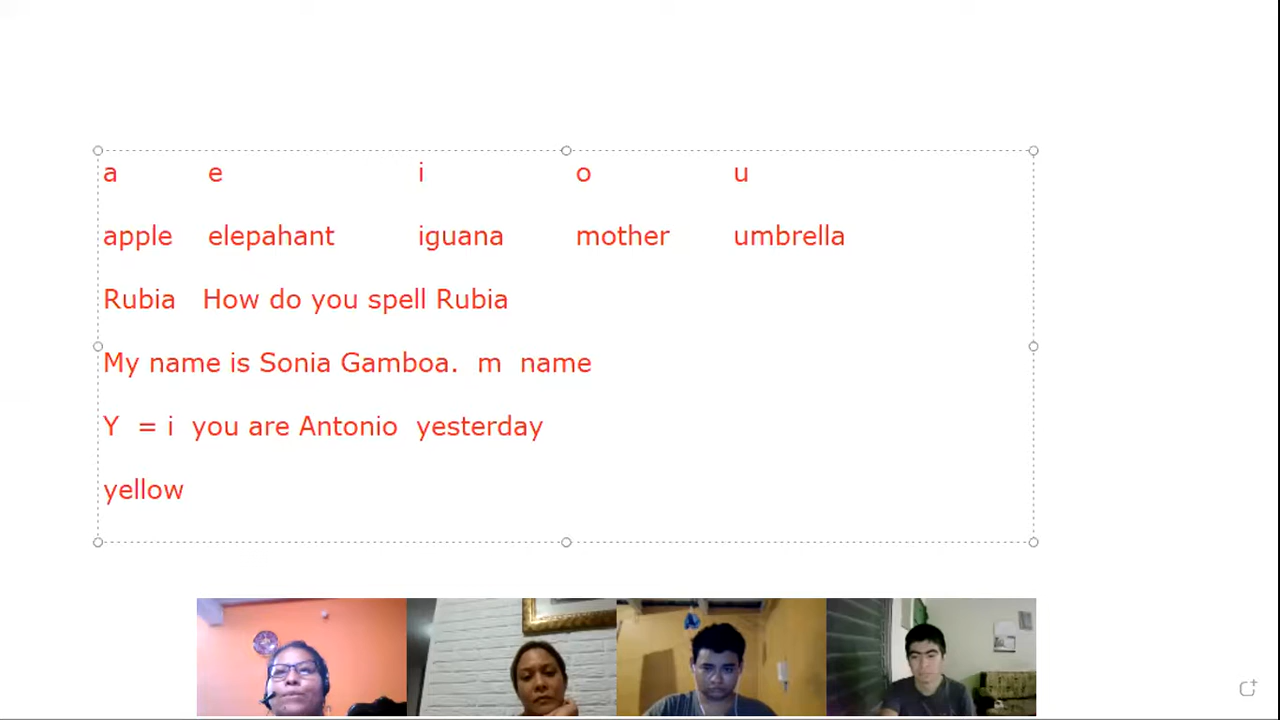 a e i o u
apple elepahant iguana mother umbrella
Rubia How do you spell Rubia
My name is Sonia Gamboa. m name
Y = i you are Antonio yesterday
yellow